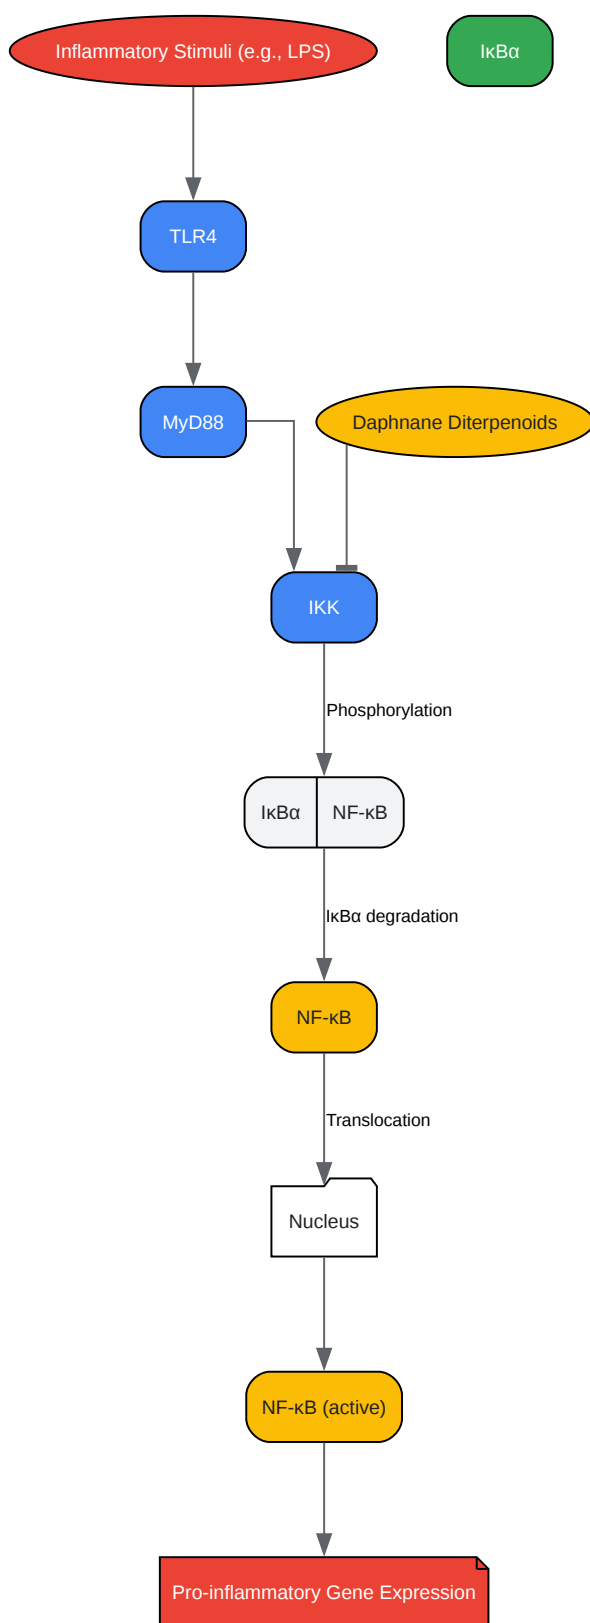 Inflammatory Stimuli (e.g., LPS)
IκBα
TLR4
MyD88
Daphnane Diterpenoids
IKK
Phosphorylation
IκBα
NF-κB
IκBα degradation
NF-κB
Translocation
Nucleus
NF-κB (active)
Pro-inflammatory Gene Expression